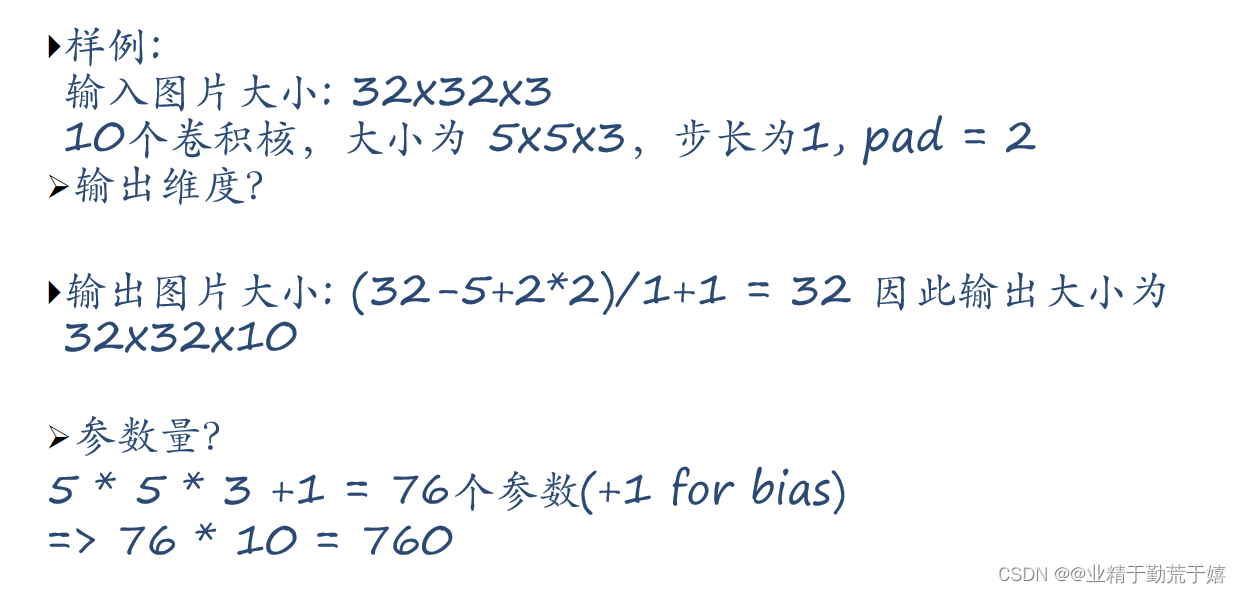 样例:
输入图片大小: 32x32x3
10个卷积核，大小为 5x5x3，步长为1, pad = 2
输出维度?
输出图片大小: (32-5+2*2)/1+1 = 32 因此输出大小为
32x32x10
参数量?
5 * 5 * 3 +1 = 76个参数(+1 for bias)
=> 76 * 10 = 760
CSDN @@业精于勤荒于嬉